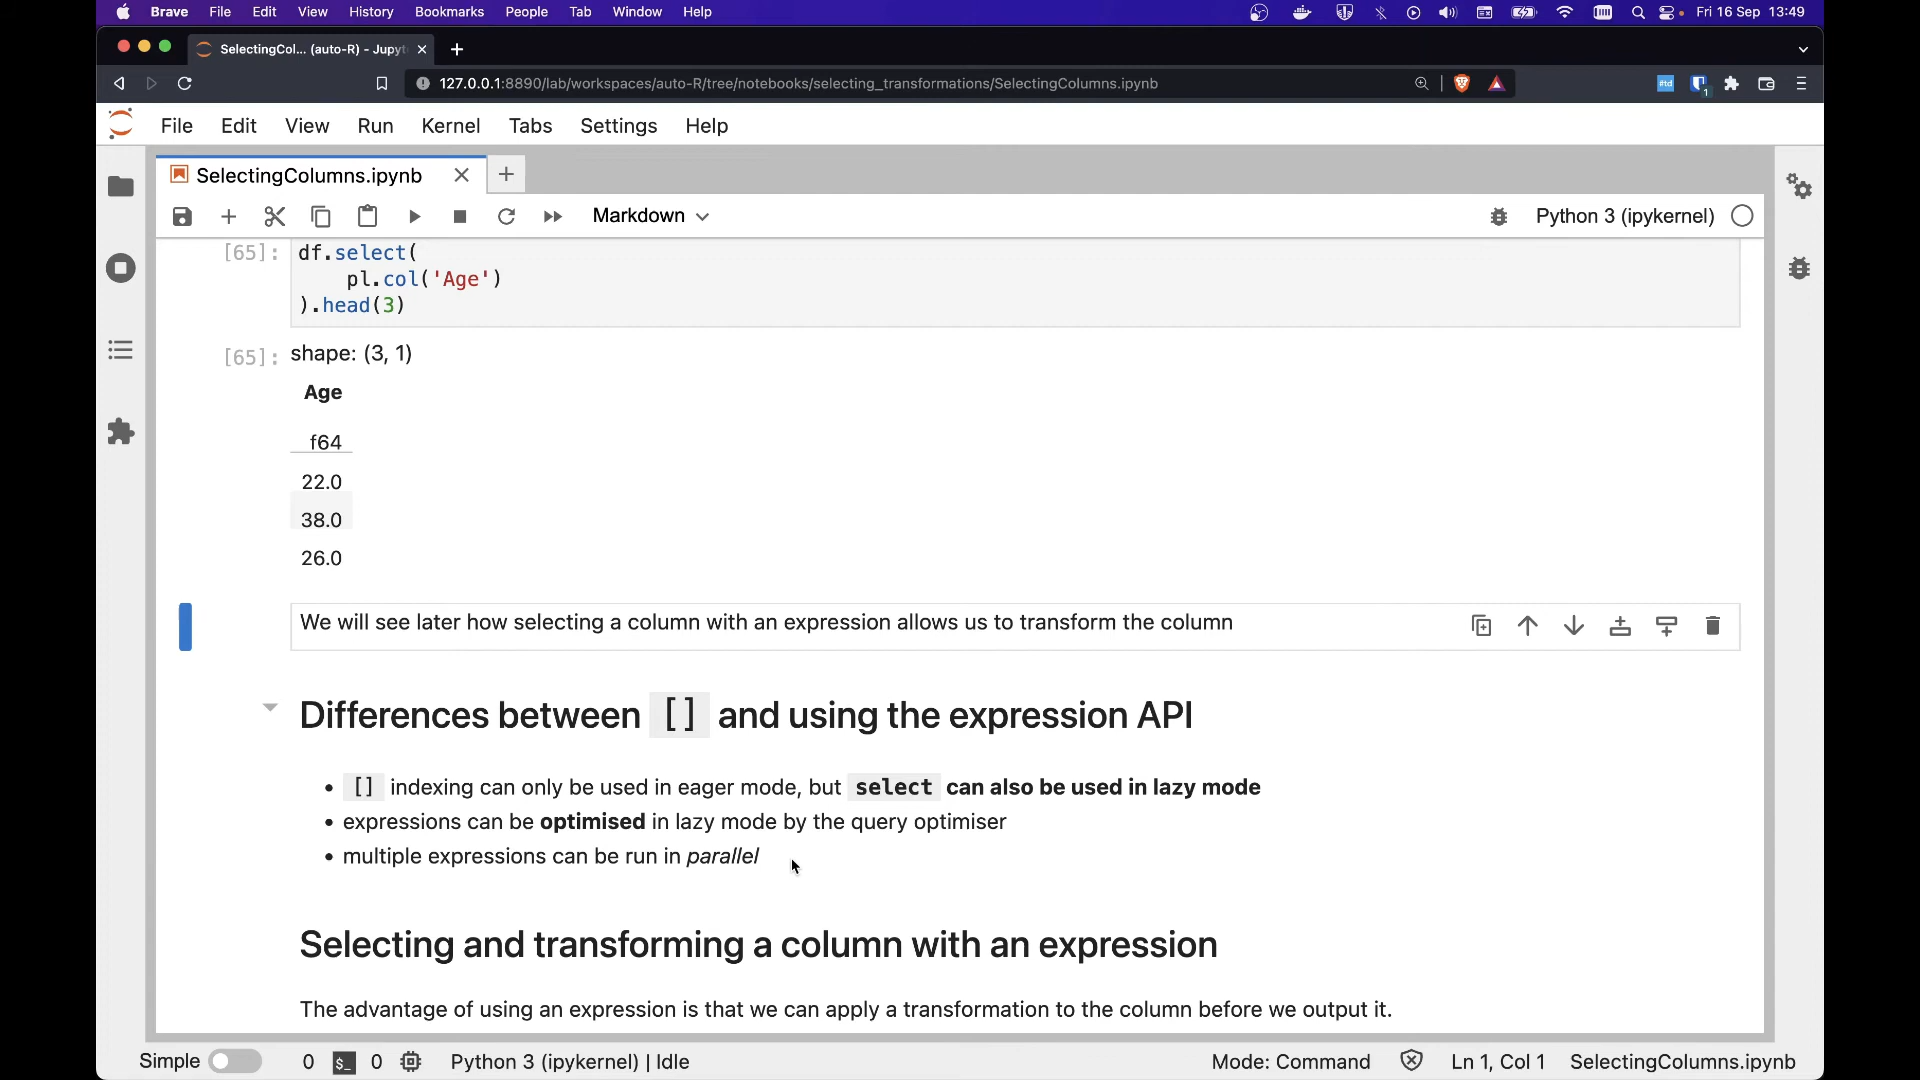 Brave File Edit View History Bookmarks People Tab Window Help Fri 16 Sep 13:49
SelectingCol... (auto-R) - Jupyt
127.0.0.1:8890/lab/workspaces/auto-R/tree/notebooks/selecting_transformations/SelectingColumns.ipynb
File Edit View Run Kernel Tabs Settings Help
SelectingColumns.ipynb
Markdown Python 3 (ipykernel)
[65]: df.select(
pl.col('Age')
).head(3)
[65]: shape: (3, 1)
Age
f64
22.0
38.0
26.0
We will see later how selecting a column with an expression allows us to transform the column
Differences between [] and using the expression API
• [] indexing can only be used in eager mode, but select can also be used in lazy mode
• expressions can be optimised in lazy mode by the query optimiser
• multiple expressions can be run in parallel
Selecting and transforming a column with an expression
The advantage of using an expression is that we can apply a transformation to the column before we output it.
Simple 0 $_ 0 Python 3 (ipykernel) | Idle Mode: Command Ln 1, Col 1 SelectingColumns.ipynb